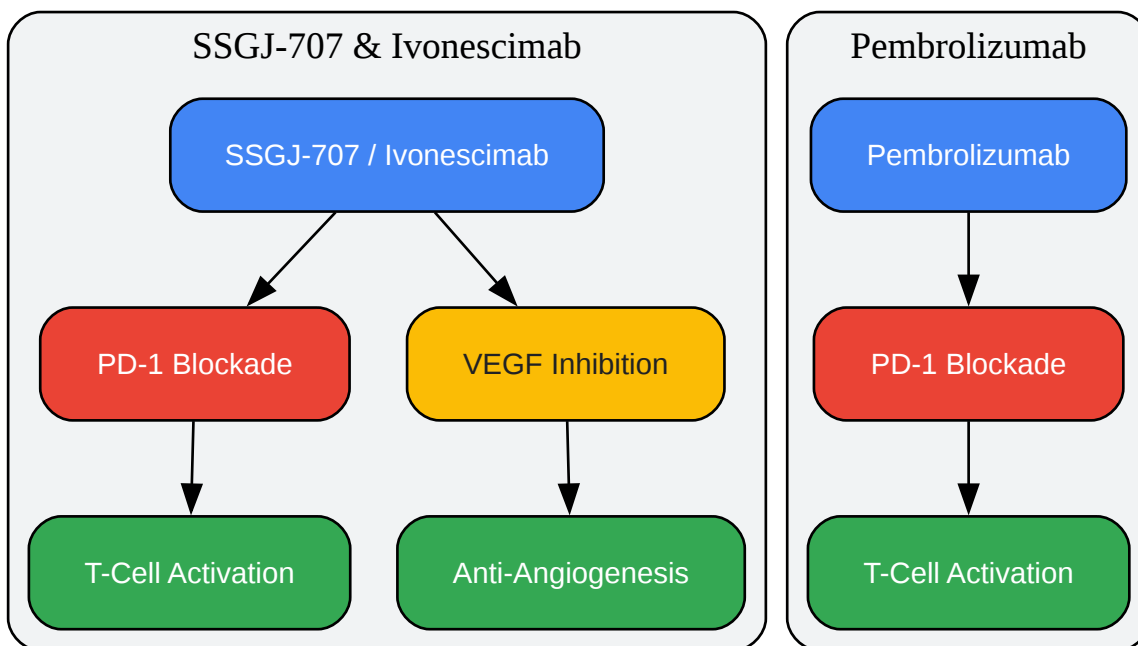 SSGJ-707 & Ivonescimab
SSGJ-707 / Ivonescimab
PD-1 Blockade
VEGF Inhibition
T-Cell Activation
Anti-Angiogenesis
Pembrolizumab
Pembrolizumab
PD-1 Blockade
T-Cell Activation